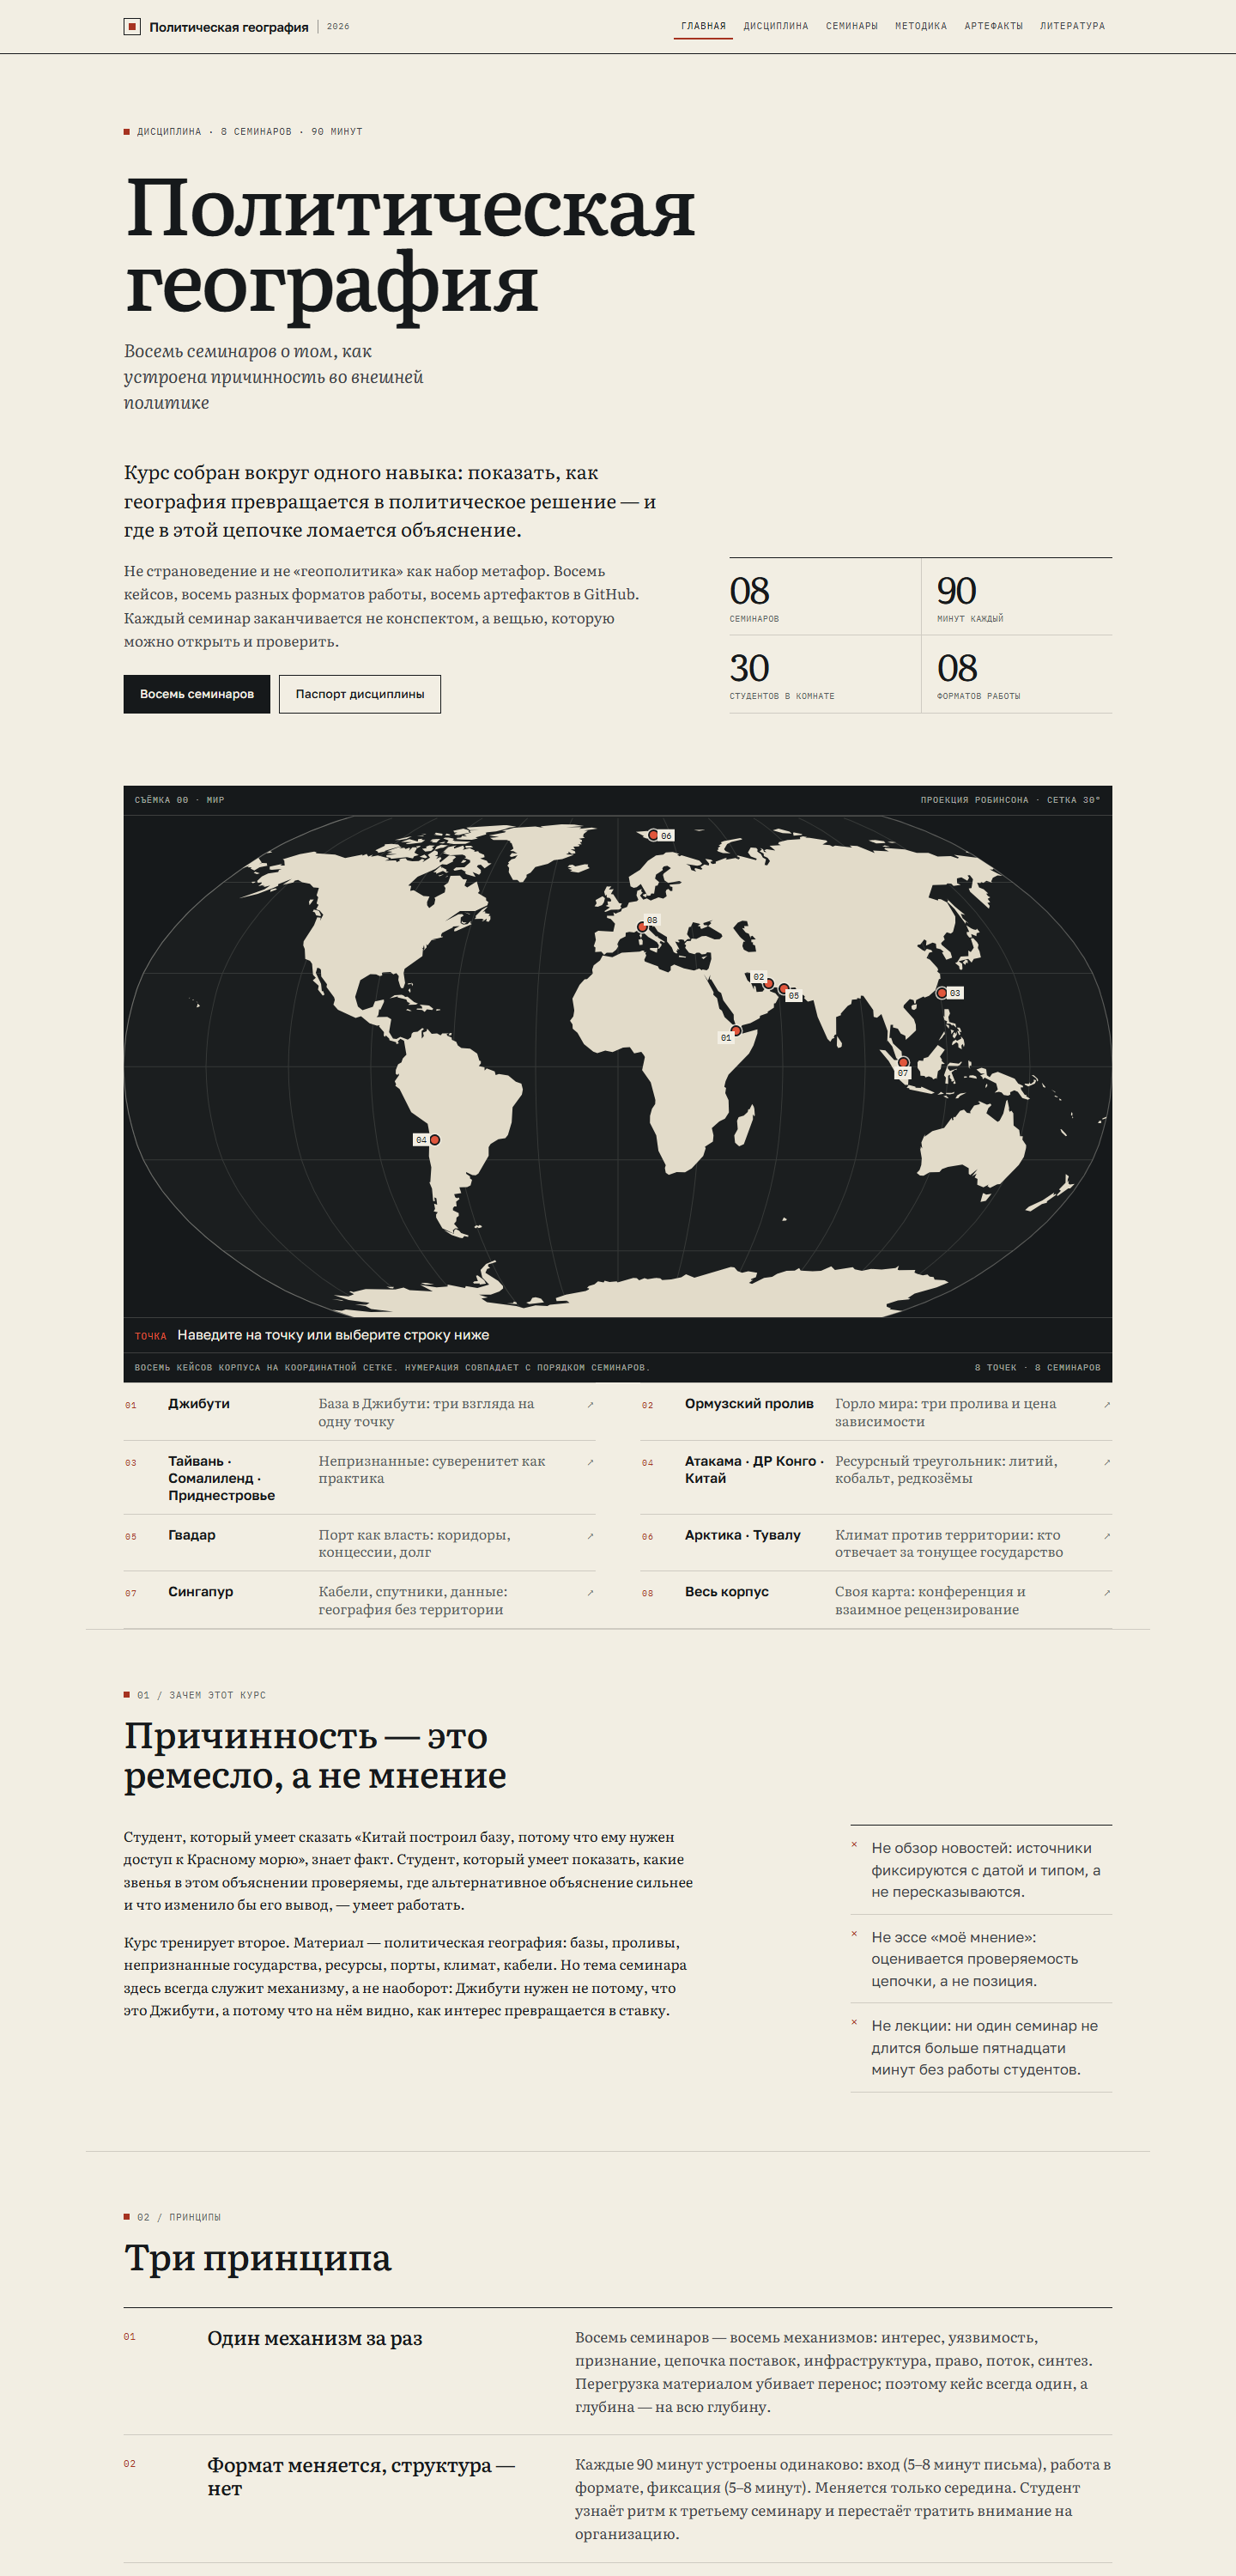 Политическая география | 2026
ГЛАВНАЯ ДИСЦИПЛИНА СЕМИНАРЫ МЕТОДИКА АРТЕФАКТЫ ЛИТЕРАТУРА
ДИСЦИПЛИНА · 8 СЕМИНАРОВ · 90 МИНУТ
Политическая
география
Восемь семинаров о том, как
устроена причинность во внешней
политике
Курс собран вокруг одного навыка: показать, как
география превращается в политическое решение — и
где в этой цепочке ломается объяснение.
Не страноведение и не «геополитика» как набор метафор. Восемь
кейсов, восемь разных форматов работы, восемь артефактов в GitHub.
Каждый семинар заканчивается не конспектом, а вещью, которую
можно открыть и проверить.
Восемь семинаров
Паспорт дисциплины
08
СЕМИНАРОВ
90
МИНУТ КАЖДЫЙ
30
СТУДЕНТОВ В КОМНАТЕ
08
ФОРМАТОВ РАБОТЫ
СЪЁМКА 00 · МИР
ПРОЕКЦИЯ РОБИНСОНА · СЕТКА 30°
06
08
02
05
03
01
07
04
ТОЧКА Наведите на точку или выберите строку ниже
ВОСЕМЬ КЕЙСОВ КОРПУСА НА КООРДИНАТНОЙ СЕТКЕ. НУМЕРАЦИЯ СОВПАДАЕТ С ПОРЯДКОМ СЕМИНАРОВ.
8 ТОЧЕК · 8 СЕМИНАРОВ
01 Джибути
База в Джибути: три взгляда на
одну точку
↗
02 Ормузский пролив
Горло мира: три пролива и цена
зависимости
↗
03 Тайвань ·
Сомалиленд ·
Приднестровье
Непризнанные: суверенитет как
практика
↗
04 Атакама · ДР Конго ·
Китай
Ресурсный треугольник: литий,
кобальт, редкозёмы
↗
05 Гвадар
Порт как власть: коридоры,
концессии, долг
↗
06 Арктика · Тувалу
Климат против территории: кто
отвечает за тонущее государство
↗
07 Сингапур
Кабели, спутники, данные:
география без территории
↗
08 Весь корпус
Своя карта: конференция и
взаимное рецензирование
↗
01 / ЗАЧЕМ ЭТОТ КУРС
Причинность — это
ремесло, а не мнение
Студент, который умеет сказать «Китай построил базу, потому что ему нужен
доступ к Красному морю», знает факт. Студент, который умеет показать, какие
звенья в этом объяснении проверяемы, где альтернативное объяснение сильнее
и что изменило бы его вывод, — умеет работать.
Курс тренирует второе. Материал — политическая география: базы, проливы,
непризнанные государства, ресурсы, порты, климат, кабели. Но тема семинара
здесь всегда служит механизму, а не наоборот: Джибути нужен не потому, что
это Джибути, а потому что на нём видно, как интерес превращается в ставку.
× Не обзор новостей: источники
фиксируются с датой и типом, а
не пересказываются.
× Не эссе «моё мнение»:
оценивается проверяемость
цепочки, а не позиция.
× Не лекции: ни один семинар не
длится больше пятнадцати
минут без работы студентов.
02 / ПРИНЦИПЫ
Три принципа
01 Один механизм за раз
Восемь семинаров — восемь механизмов: интерес, уязвимость,
признание, цепочка поставок, инфраструктура, право, поток, синтез.
Перегрузка материалом убивает перенос; поэтому кейс всегда один, а
глубина — на всю глубину.
02 Формат меняется, структура —
нет
Каждые 90 минут устроены одинаково: вход (5–8 минут письма), работа в
формате, фиксация (5–8 минут). Меняется только середина. Студент
узнаёт ритм к третьему семинару и перестаёт тратить внимание на
организацию.